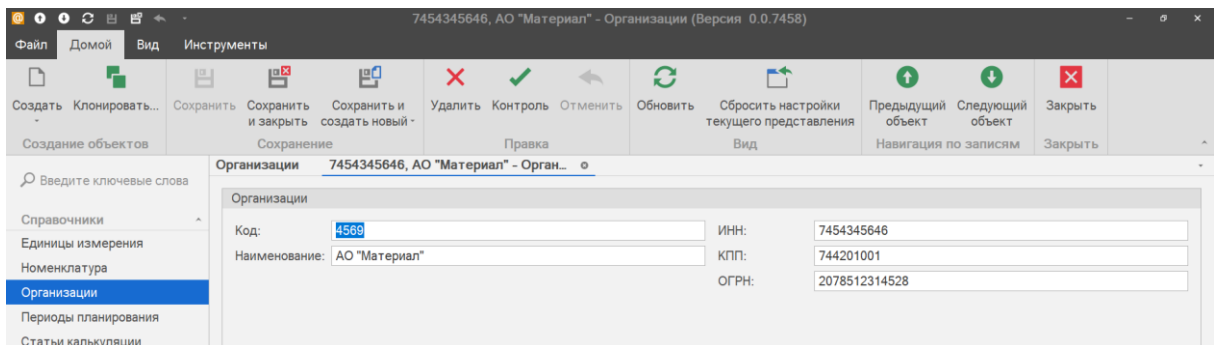 7454345646, АО "Материал" - Организации (Версия 0.0.7458)
Файл Домой Вид Инструменты
Создать Клонировать... Сохранить Сохранить и закрыть Сохранить и создать новый Удалить Контроль Отменить Обновить Сбросить настройки текущего представления Предыдущий объект Следующий объект Закрыть
Создание объектов Сохранение Правка Вид Навигация по записям Закрыть
Введите ключевые слова
Справочники
Единицы измерения
Номенклатура
Организации
Периоды планирования
Статьи калькуляции
Организации 7454345646, АО "Материал" - Орган...
Организации
Код: 4569 ИНН: 7454345646
Наименование: АО "Материал" КПП: 744201001
ОГРН: 2078512314528